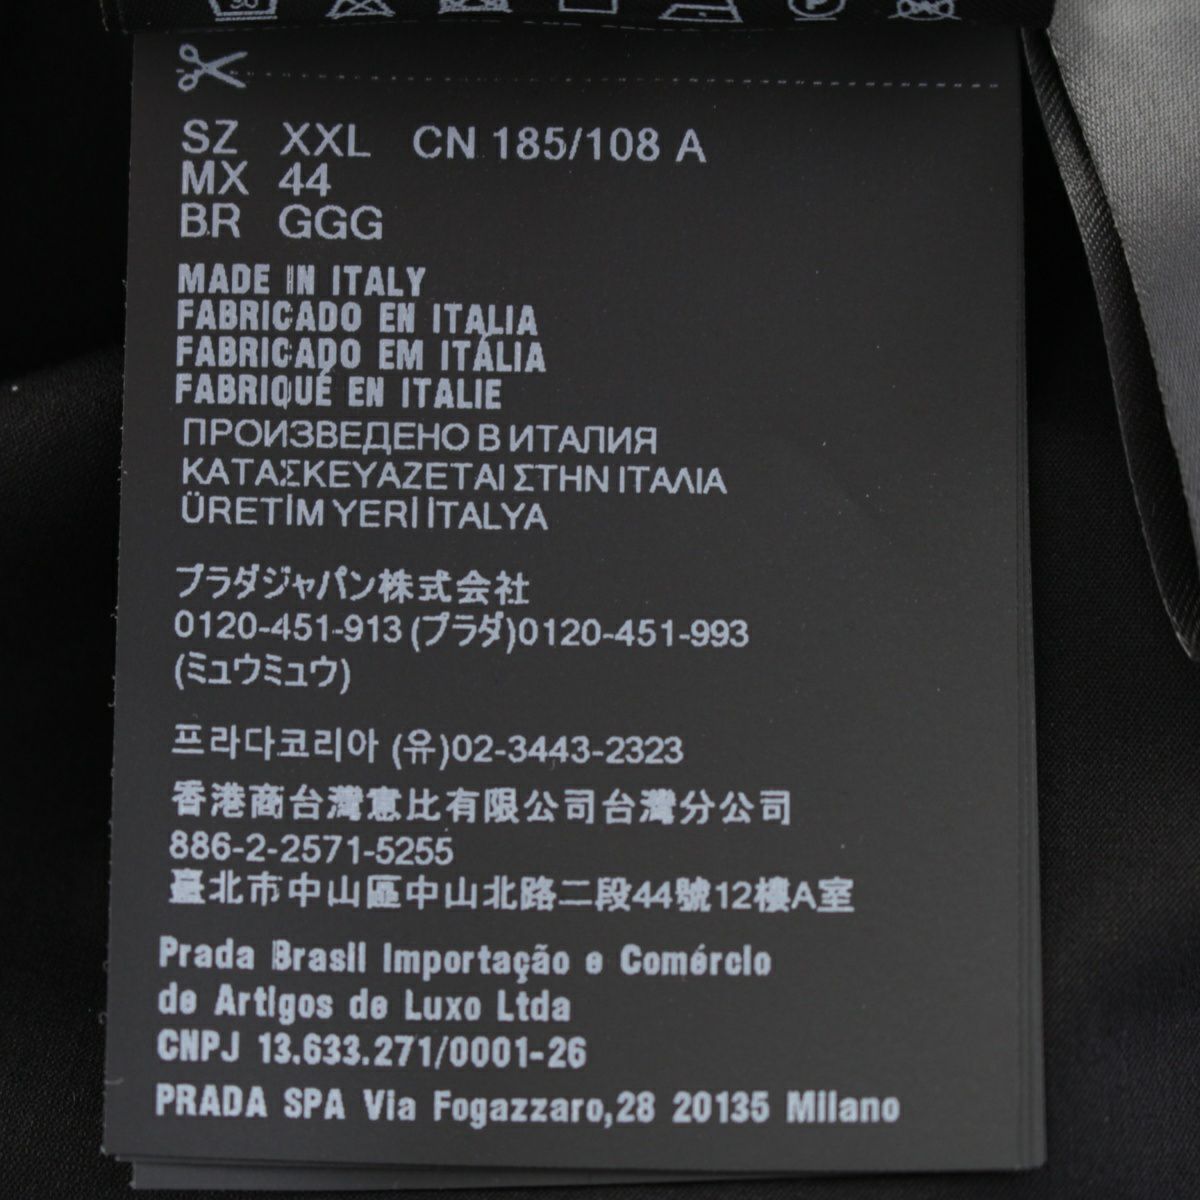 30
P
SZ XXL CN 185/108 A
MX 44
BR GGG
MADE IN ITALY
FABRICADO EN ITALIA
FABRICADO EM ITÁLIA
FABRIQUÉ EN ITALIE
ПРОИЗВЕДЕНО В ИТАЛИЯ
ΚΑΤΑΣΚΕΥΑΖΕΤΑΙ ΣΤΗΝ ΙΤΑΛΙΑ
ÜRETİM YERİ İTALYA
プラダジャパン株式会社
0120-451-913 (プラダ)0120-451-993
(ミュウミュウ)
프라다코리아 (유)02-3443-2323
香港商台灣意比有限公司台灣分公司
886-2-2571-5255
臺北市中山區中山北路二段44號12樓A室
Prada Brasil Importação e Comércio
de Artigos de Luxo Ltda
CNPJ 13.633.271/0001-26
PRADA SPA Via Fogazzaro,28 20135 Milano